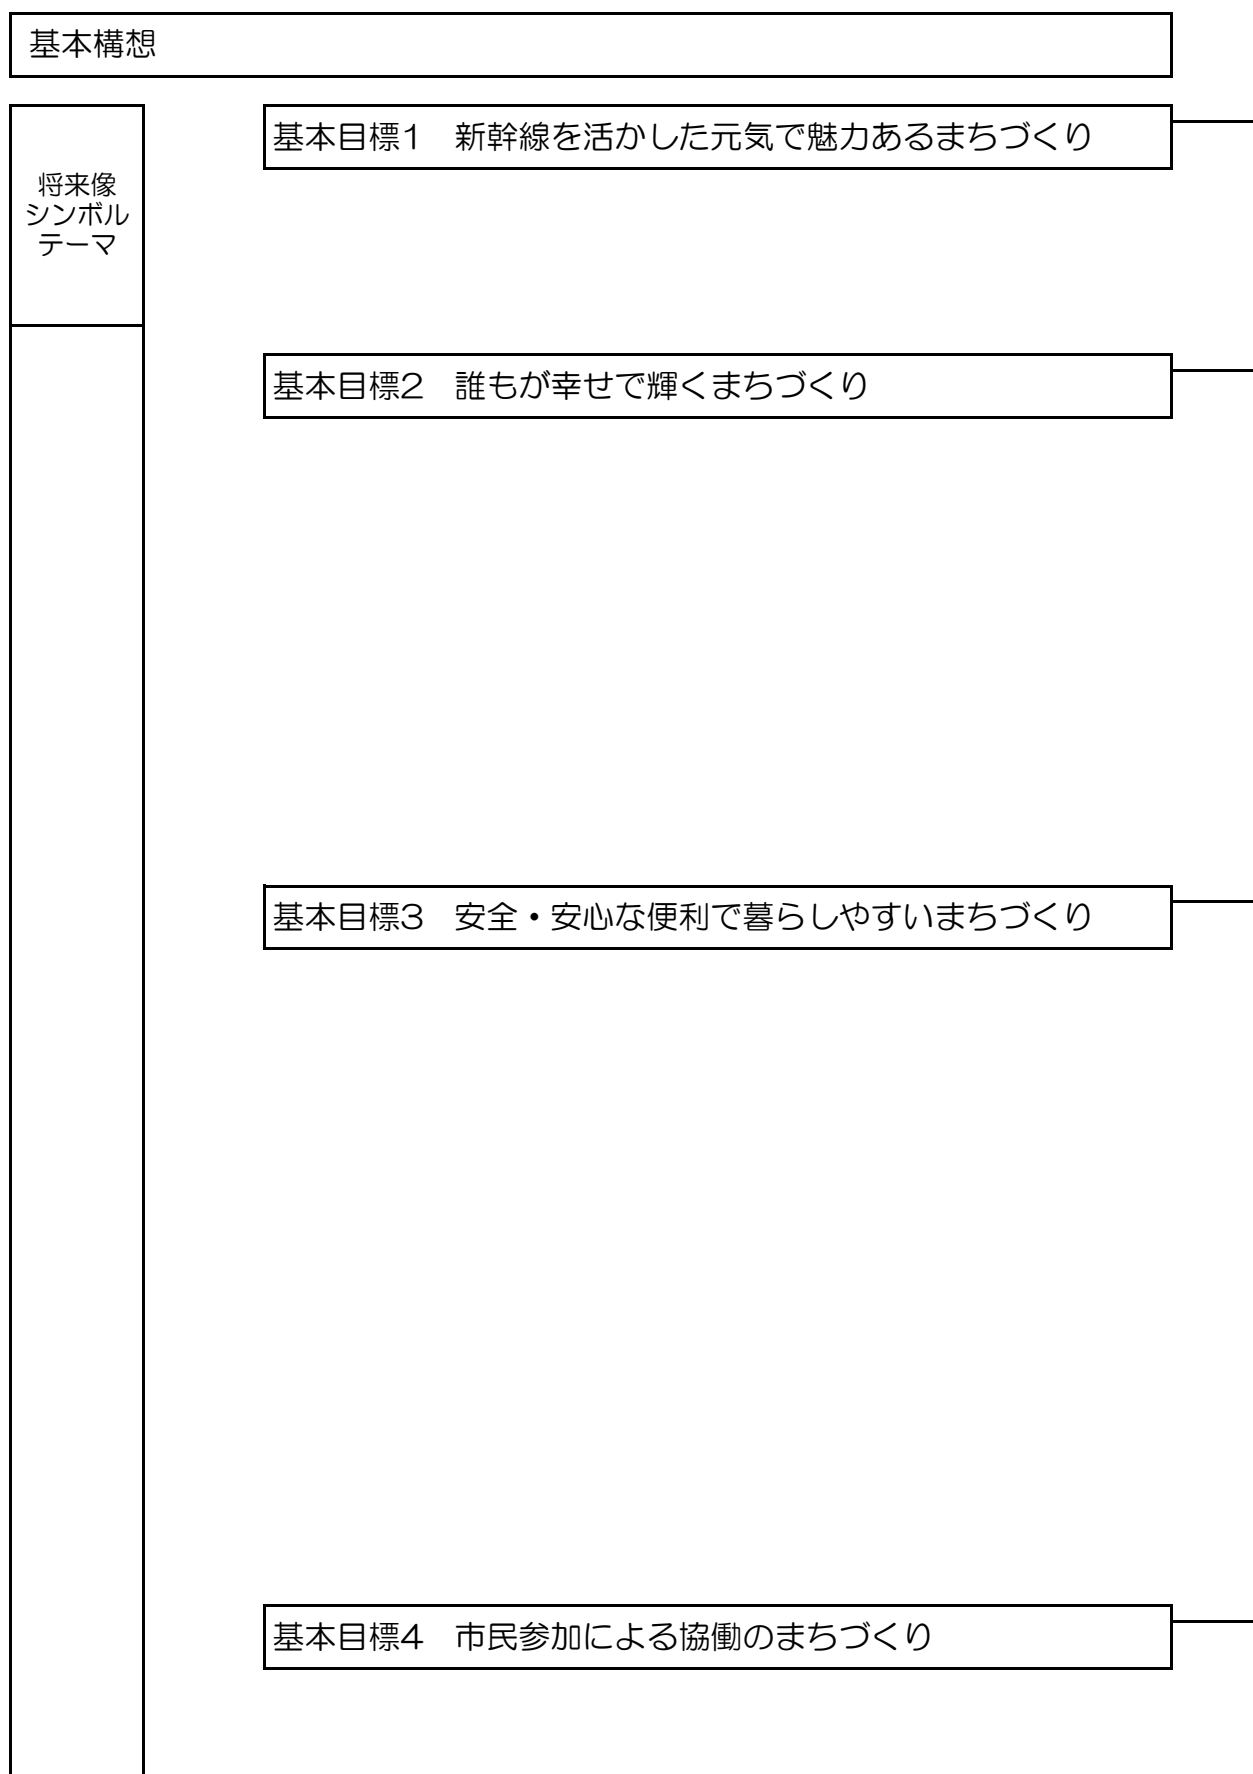 基本構想
将来像
シンボル
テーマ
基本目標1　新幹線を活かした元気で魅力あるまちづくり
基本目標2　誰もが幸せで輝くまちづくり
基本目標3　安全・安心な便利で暮らしやすいまちづくり
基本目標4　市民参加による協働のまちづくり